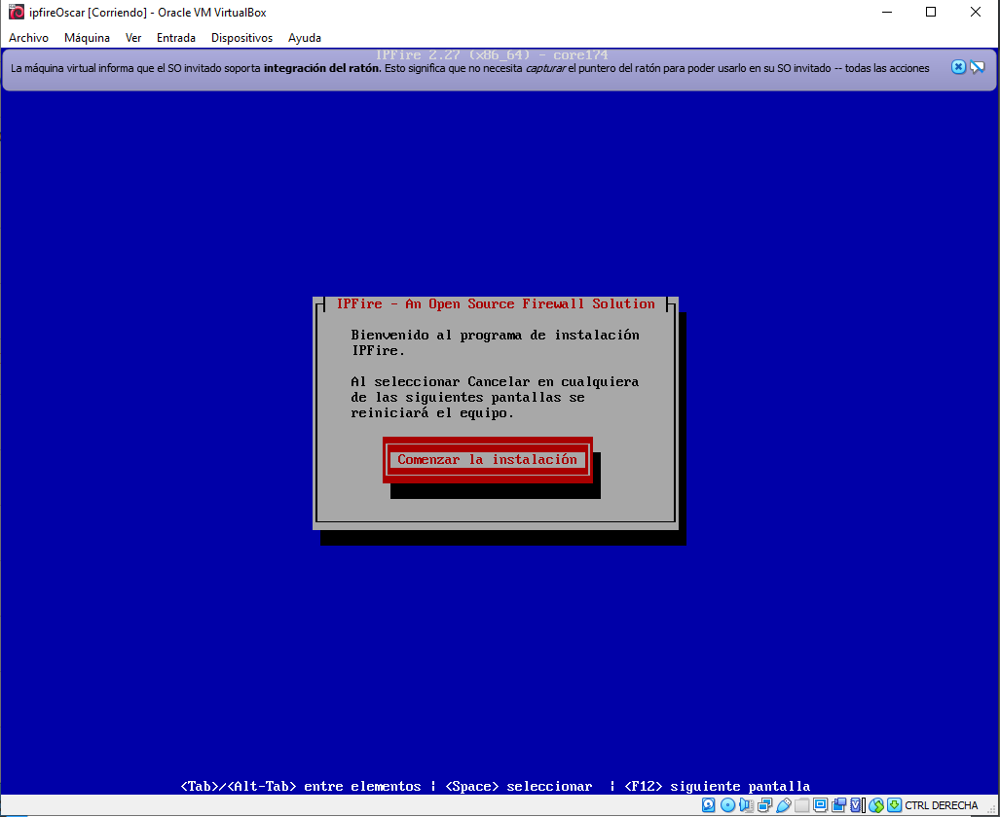 ipfireOscar [Corriendo] - Oracle VM VirtualBox
Archivo Máquina Ver Entrada Dispositivos Ayuda
IPFire 2.27 (x86_64) - core174
La máquina virtual informa que el SO invitado soporta integración del ratón. Esto significa que no necesita capturar el puntero del ratón para poder usarlo en su SO invitado -- todas las acciones
IPFire - An Open Source Firewall Solution
Bienvenido al programa de instalación
IPFire.
Al seleccionar Cancelar en cualquiera
de las siguientes pantallas se
reiniciará el equipo.
Comenzar la instalación
<Tab>/<Alt-Tab> entre elementos | <Space> seleccionar | <F12> siguiente pantalla
CTRL DERECHA